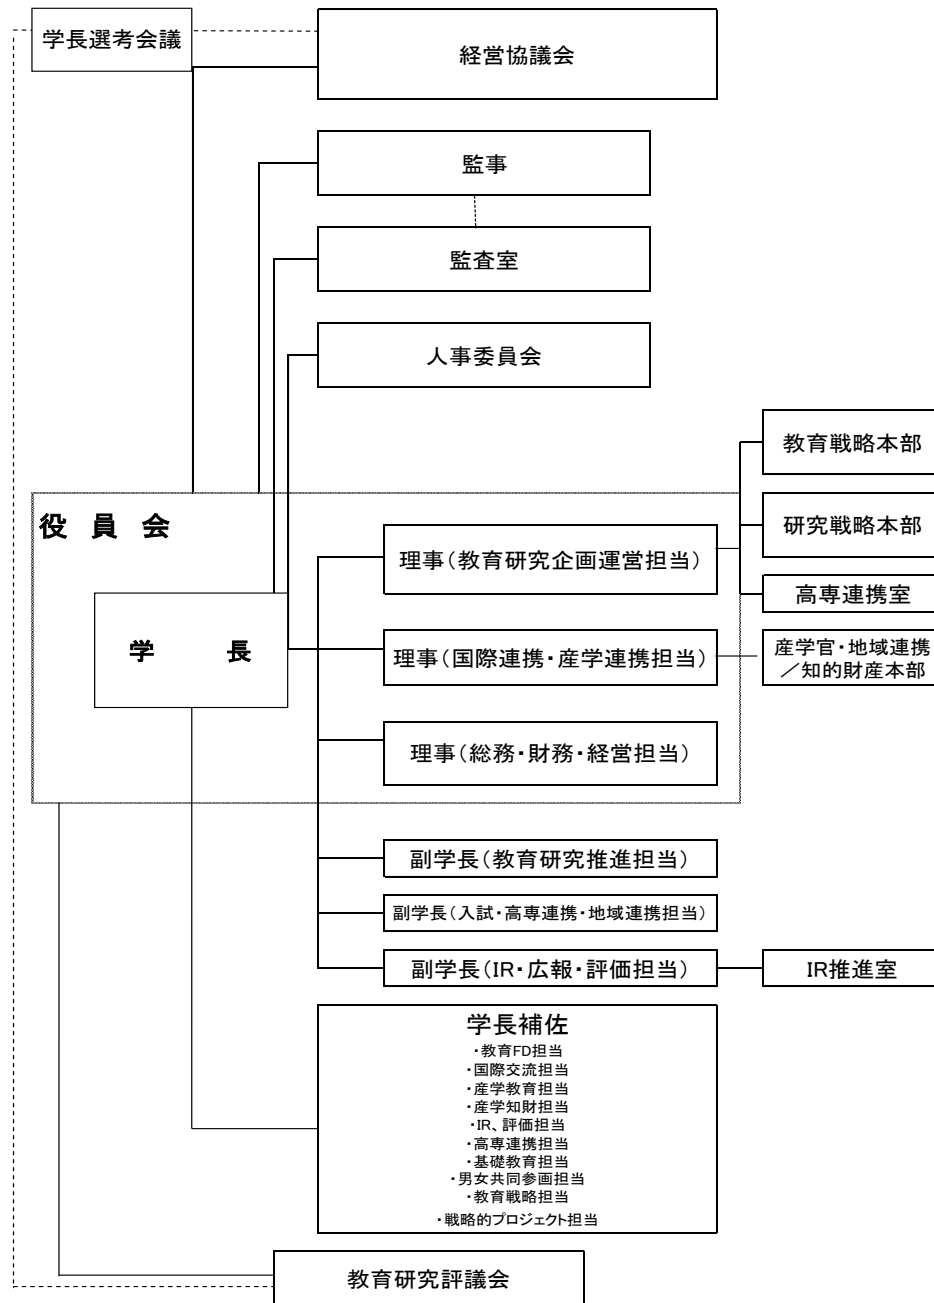 学長選考会議
経営協議会
監事
監査室
人事委員会
教育戦略本部
役 員 会
研究戦略本部
理事（教育研究企画運営担当）
高専連携室
学 長
理事（国際連携・産学連携担当）
産学官・地域連携
／知的財産本部
理事（総務・財務・経営担当）
副学長（教育研究推進担当）
副学長（入試・高専連携・地域連携担当）
副学長（IR・広報・評価担当）
IR推進室
学長補佐
・教育FD担当
・国際交流担当
・産学教育担当
・産学知財担当
・IR、評価担当
・高専連携担当
・基礎教育担当
・男女共同参画担当
・教育戦略担当
・戦略的プロジェクト担当
教育研究評議会